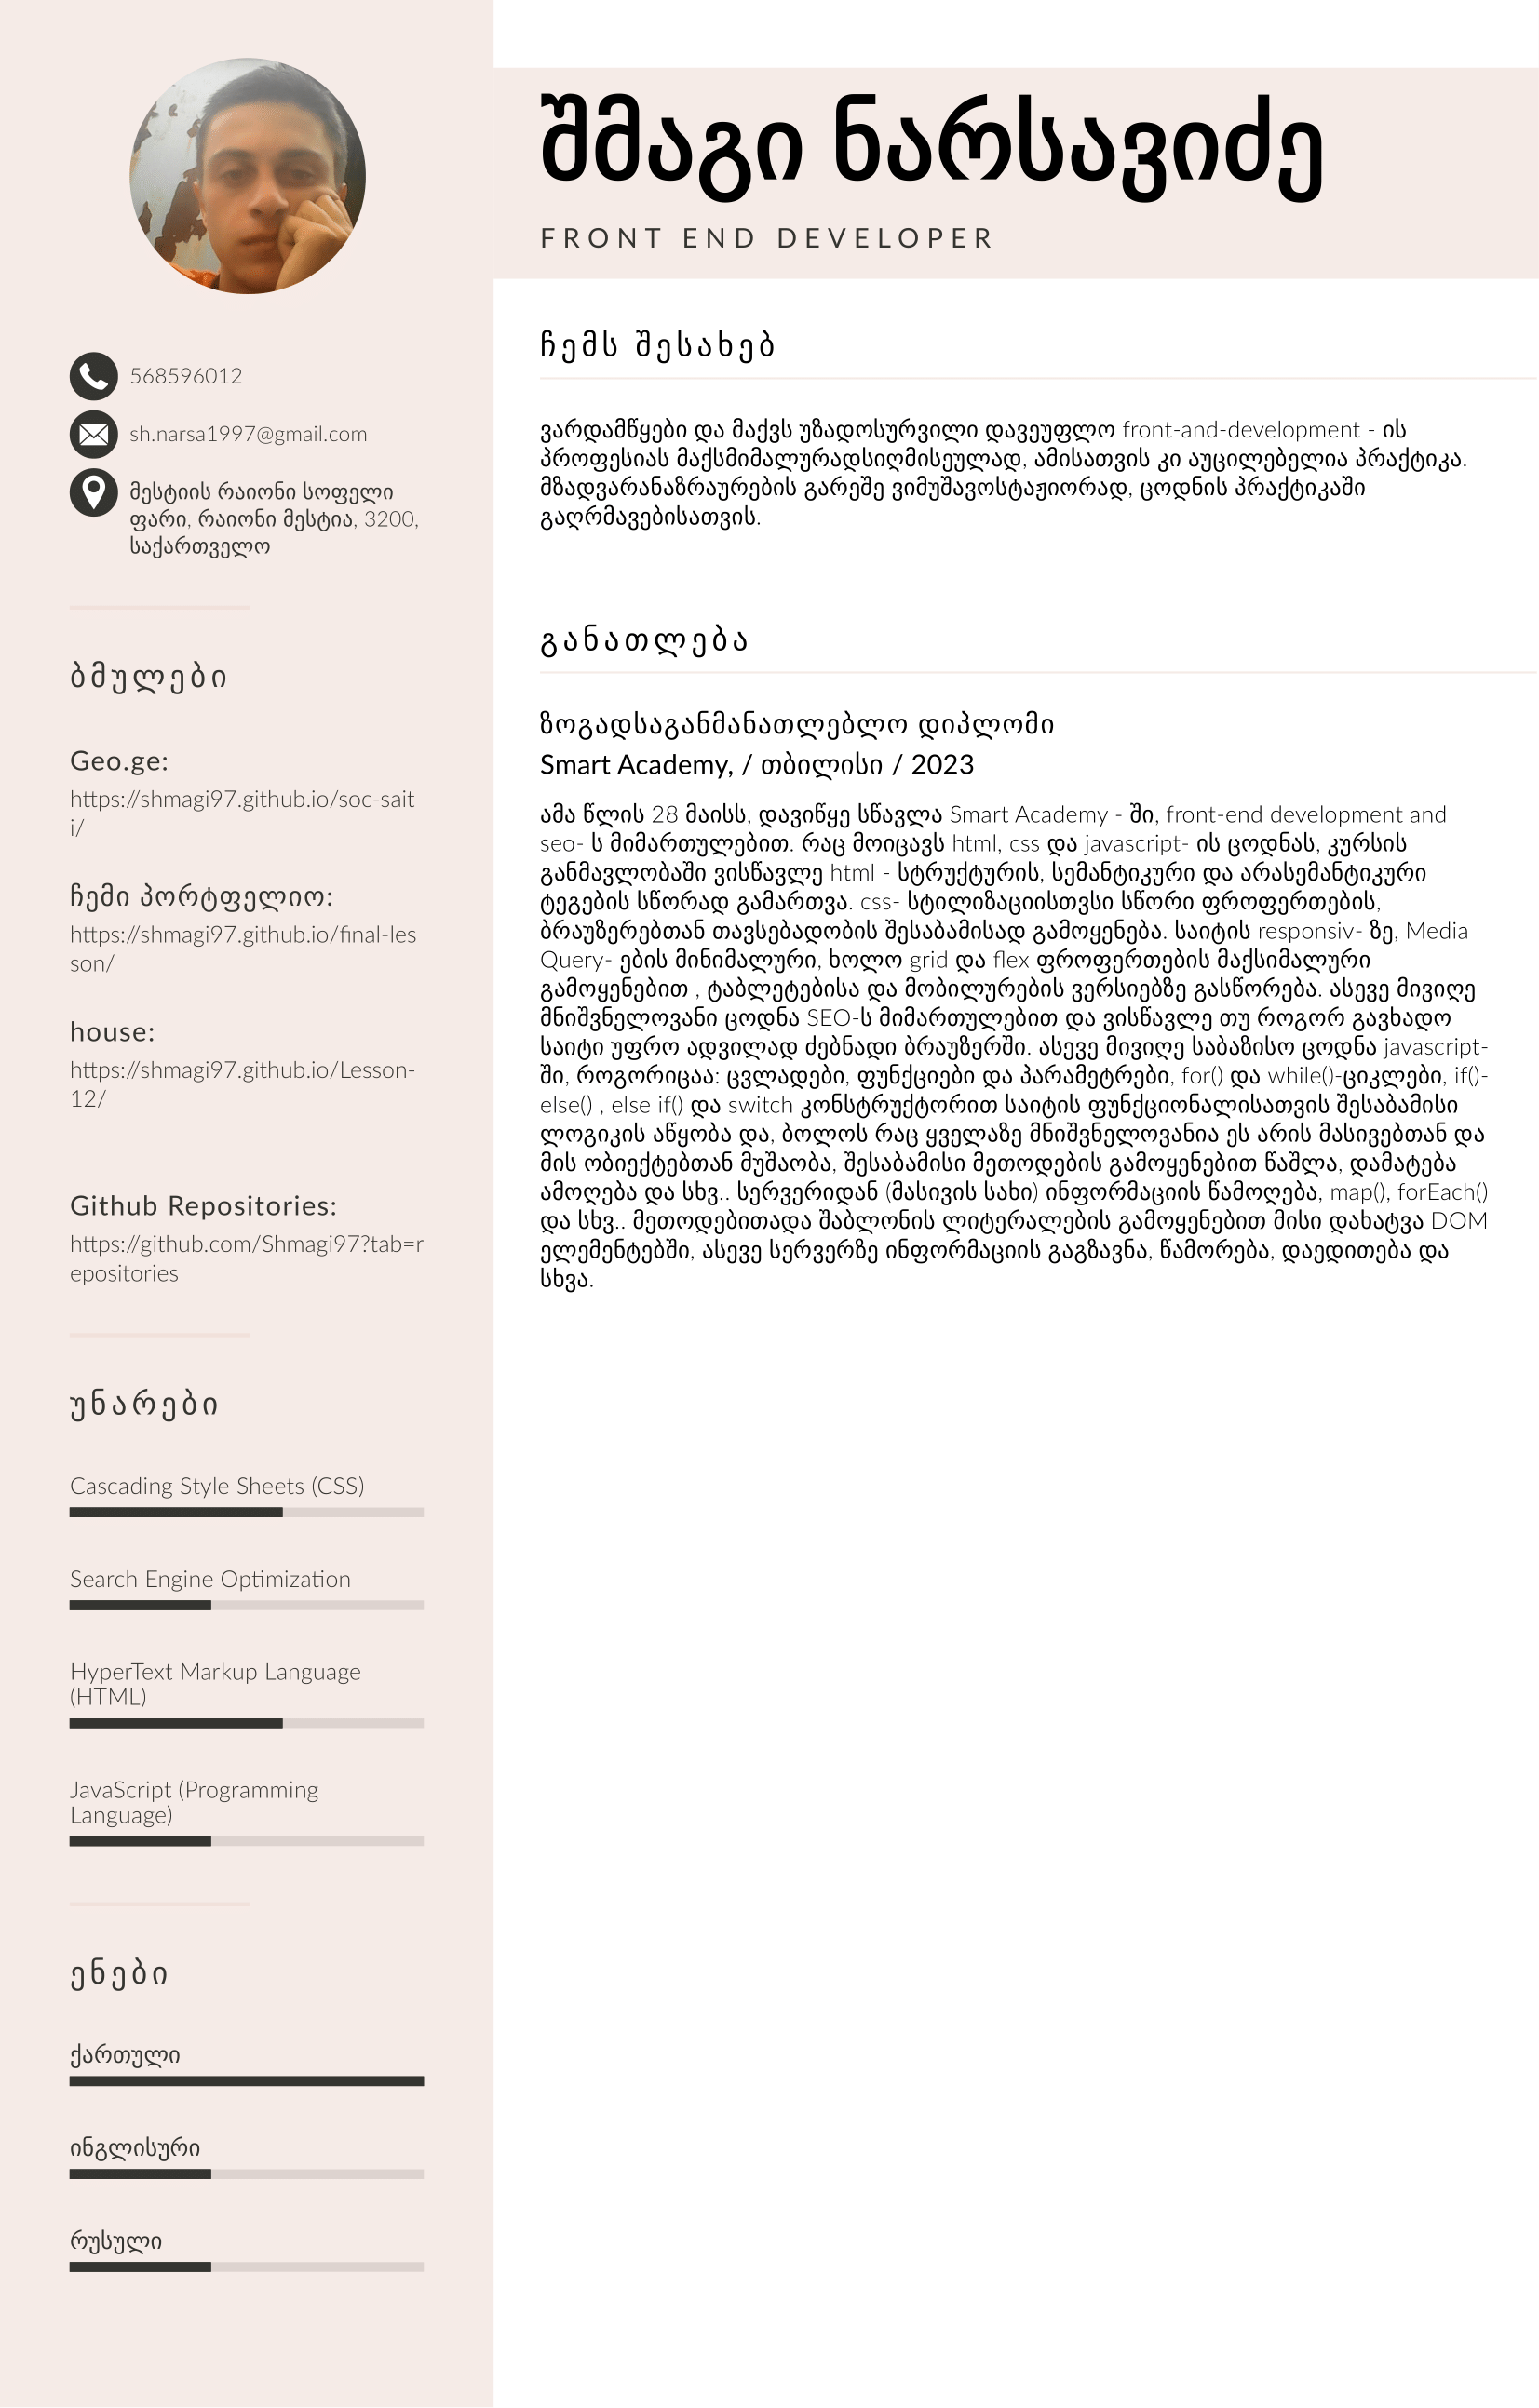 შმაგი ნარსავიძე
FRONT END DEVELOPER
568596012
sh.narsa1997@gmail.com
მესტიის რაიონი სოფელი
ფარი, რაიონი მესტია, 3200,
საქართველო
ბმულები
Geo.ge:
https://shmagi97.github.io/soc-sait
i/
ჩემი პორტფელიო:
https://shmagi97.github.io/final-les
son/
house:
https://shmagi97.github.io/Lesson-
12/
Github Repositories:
https://github.com/Shmagi97?tab=r
epositories
უნარები
Cascading Style Sheets (CSS)
Search Engine Optimization
HyperText Markup Language
(HTML)
JavaScript (Programming
Language)
ენები
ქართული
ინგლისური
რუსული
ჩემს შესახებ
ვარდამწყები და მაქვს უზადოსურვილი დავეუფლო front-and-development - ის
პროფესიას მაქსმიმალურადსიღმისეულად, ამისათვის კი აუცილებელია პრაქტიკა.
მზადვარანაზრაურების გარეშე ვიმუშავოსტაჟიორად, ცოდნის პრაქტიკაში
გაღრმავებისათვის.
განათლება
ზოგადსაგანმანათლებლო დიპლომი
Smart Academy, / თბილისი / 2023
ამა წლის 28 მაისს, დავიწყე სწავლა Smart Academy - ში, front-end development and
seo- ს მიმართულებით. რაც მოიცავს html, css და javascript- ის ცოდნას, კურსის
განმავლობაში ვისწავლე html - სტრუქტურის, სემანტიკური და არასემანტიკური
ტეგების სწორად გამართვა. css- სტილიზაციისთვსი სწორი ფროფერთების,
ბრაუზერებთან თავსებადობის შესაბამისად გამოყენება. საიტის responsiv- ზე, Media
Query- ების მინიმალური, ხოლო grid და flex ფროფერთების მაქსიმალური
გამოყენებით , ტაბლეტებისა და მობილურების ვერსიებზე გასწორება. ასევე მივიღე
მნიშვნელოვანი ცოდნა SEO-ს მიმართულებით და ვისწავლე თუ როგორ გავხადო
საიტი უფრო ადვილად ძებნადი ბრაუზერში. ასევე მივიღე საბაზისო ცოდნა javascript-
ში, როგორიცაა: ცვლადები, ფუნქციები და პარამეტრები, for() და while()-ციკლები, if()-
else() , else if() და switch კონსტრუქტორით საიტის ფუნქციონალისათვის შესაბამისი
ლოგიკის აწყობა და, ბოლოს რაც ყველაზე მნიშვნელოვანია ეს არის მასივებთან და
მის ობიექტებთან მუშაობა, შესაბამისი მეთოდების გამოყენებით წაშლა, დამატება
ამოღება და სხვ.. სერვერიდან (მასივის სახი) ინფორმაციის წამოღება, map(), forEach()
და სხვ.. მეთოდებითადა შაბლონის ლიტერალების გამოყენებით მისი დახატვა DOM
ელემენტებში, ასევე სერვერზე ინფორმაციის გაგზავნა, წამორება, დაედითება და
სხვა.